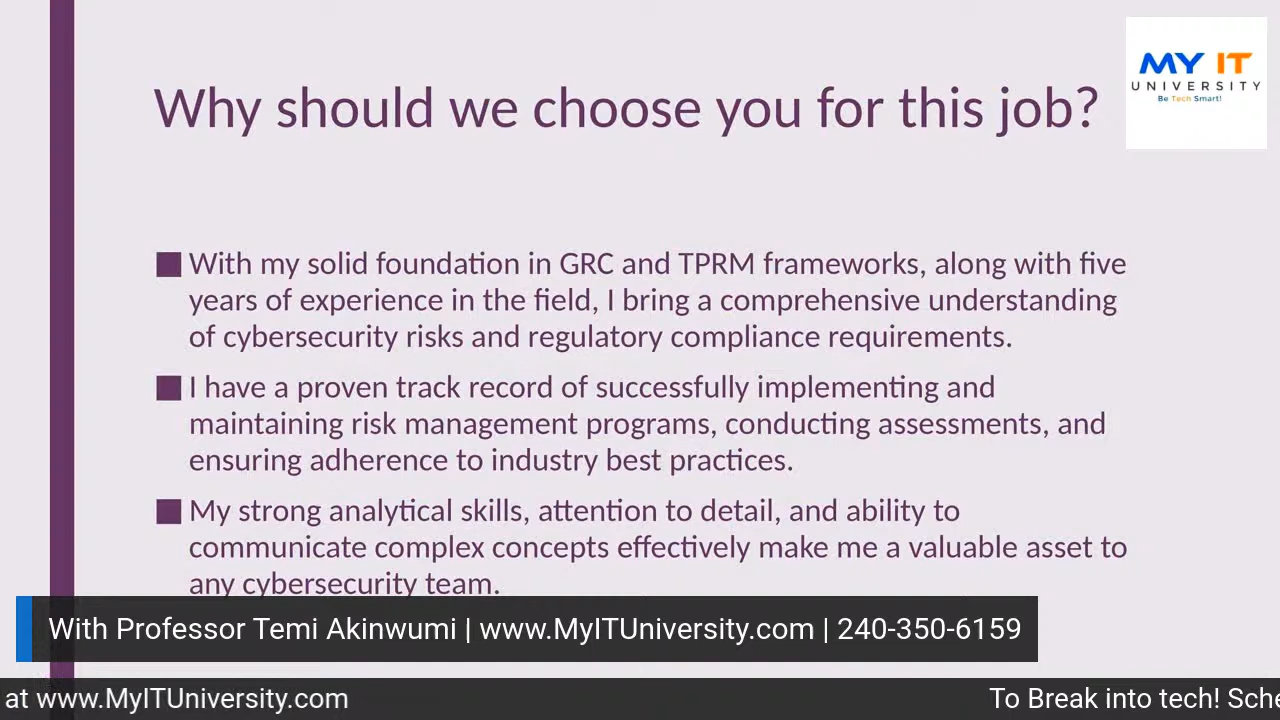 Why should we choose you for this job?
MY IT
UNIVERSITY
Be Tech Smart!
■ With my solid foundation in GRC and TPRM frameworks, along with five
years of experience in the field, I bring a comprehensive understanding
of cybersecurity risks and regulatory compliance requirements.
■ I have a proven track record of successfully implementing and
maintaining risk management programs, conducting assessments, and
ensuring adherence to industry best practices.
■ My strong analytical skills, attention to detail, and ability to
communicate complex concepts effectively make me a valuable asset to
any cybersecurity team.
With Professor Temi Akinwumi | www.MyITUniversity.com | 240-350-6159
at www.MyITUniversity.com To Break into tech! Sche